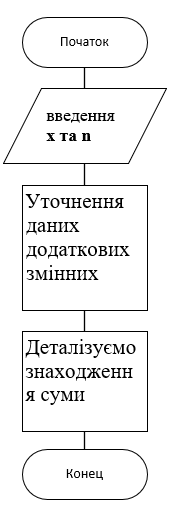 Початок
введення
x та n
Уточнення
даних
додаткових
змінних
Деталізуємо
знаходженн
я суми
Конец